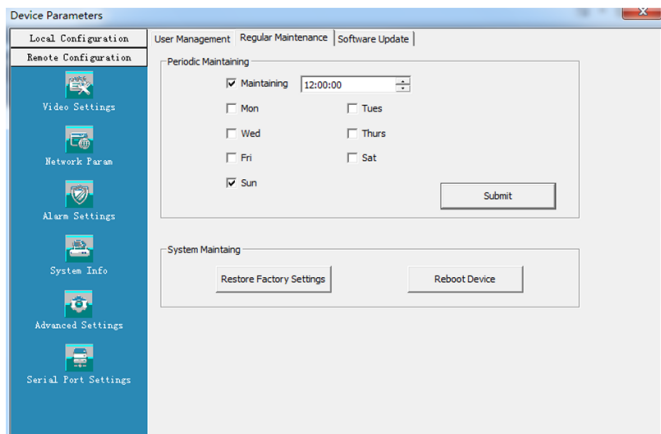 Device Parameters
Local Configuration
Remote Configuration
Video Settings
Network Param
Alarm Settings
System Info
Advanced Settings
Serial Port Settings
User Management Regular Maintenance Software Update
Periodic Maintaining
Maintaining 12:00:00
Mon Tues
Wed Thurs
Fri Sat
Sun
Submit
System Maintaing
Restore Factory Settings Reboot Device